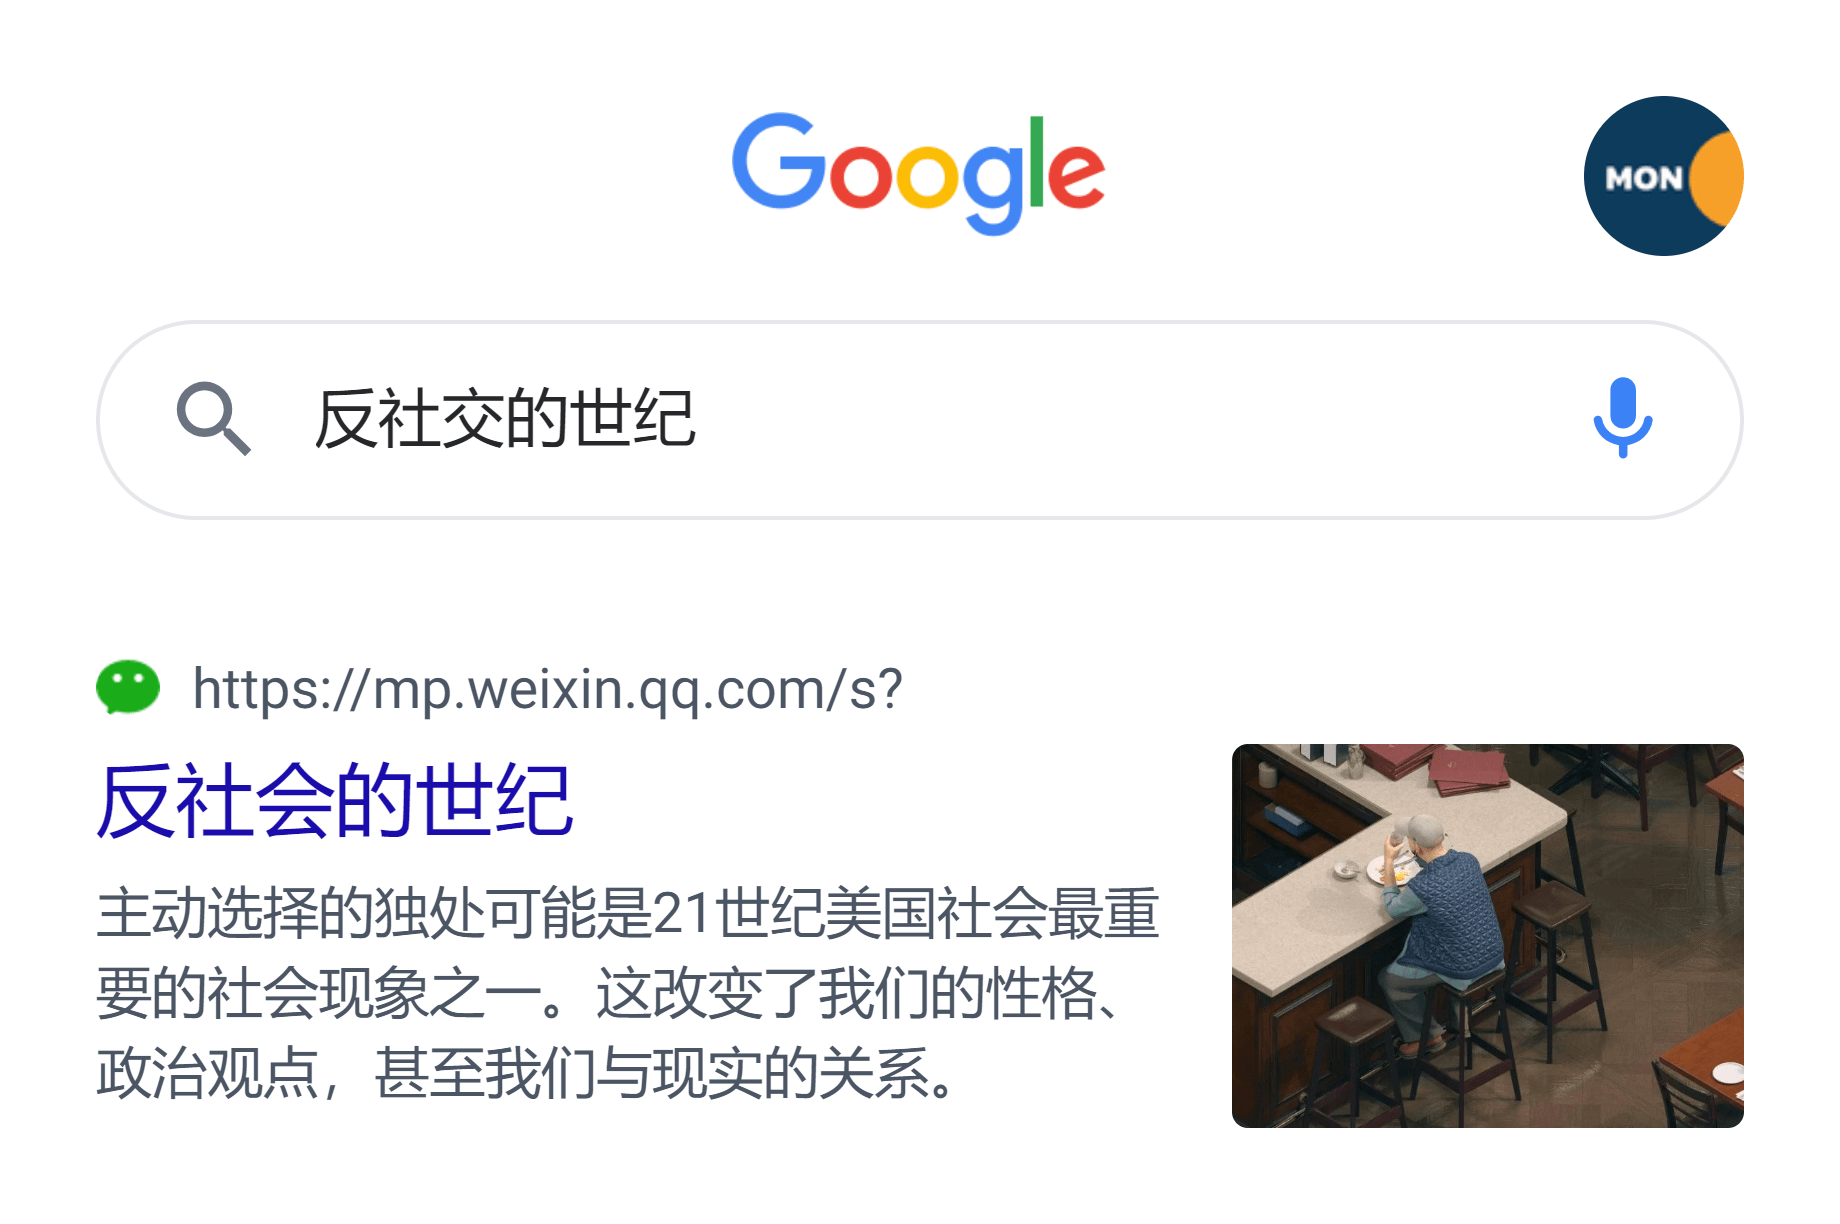 Google
MON
反社交的世纪
https://mp.weixin.qq.com/s?
反社会的世纪
主动选择的独处可能是21世纪美国社会最重
要的社会现象之一。这改变了我们的性格、
政治观点，甚至我们与现实的关系。